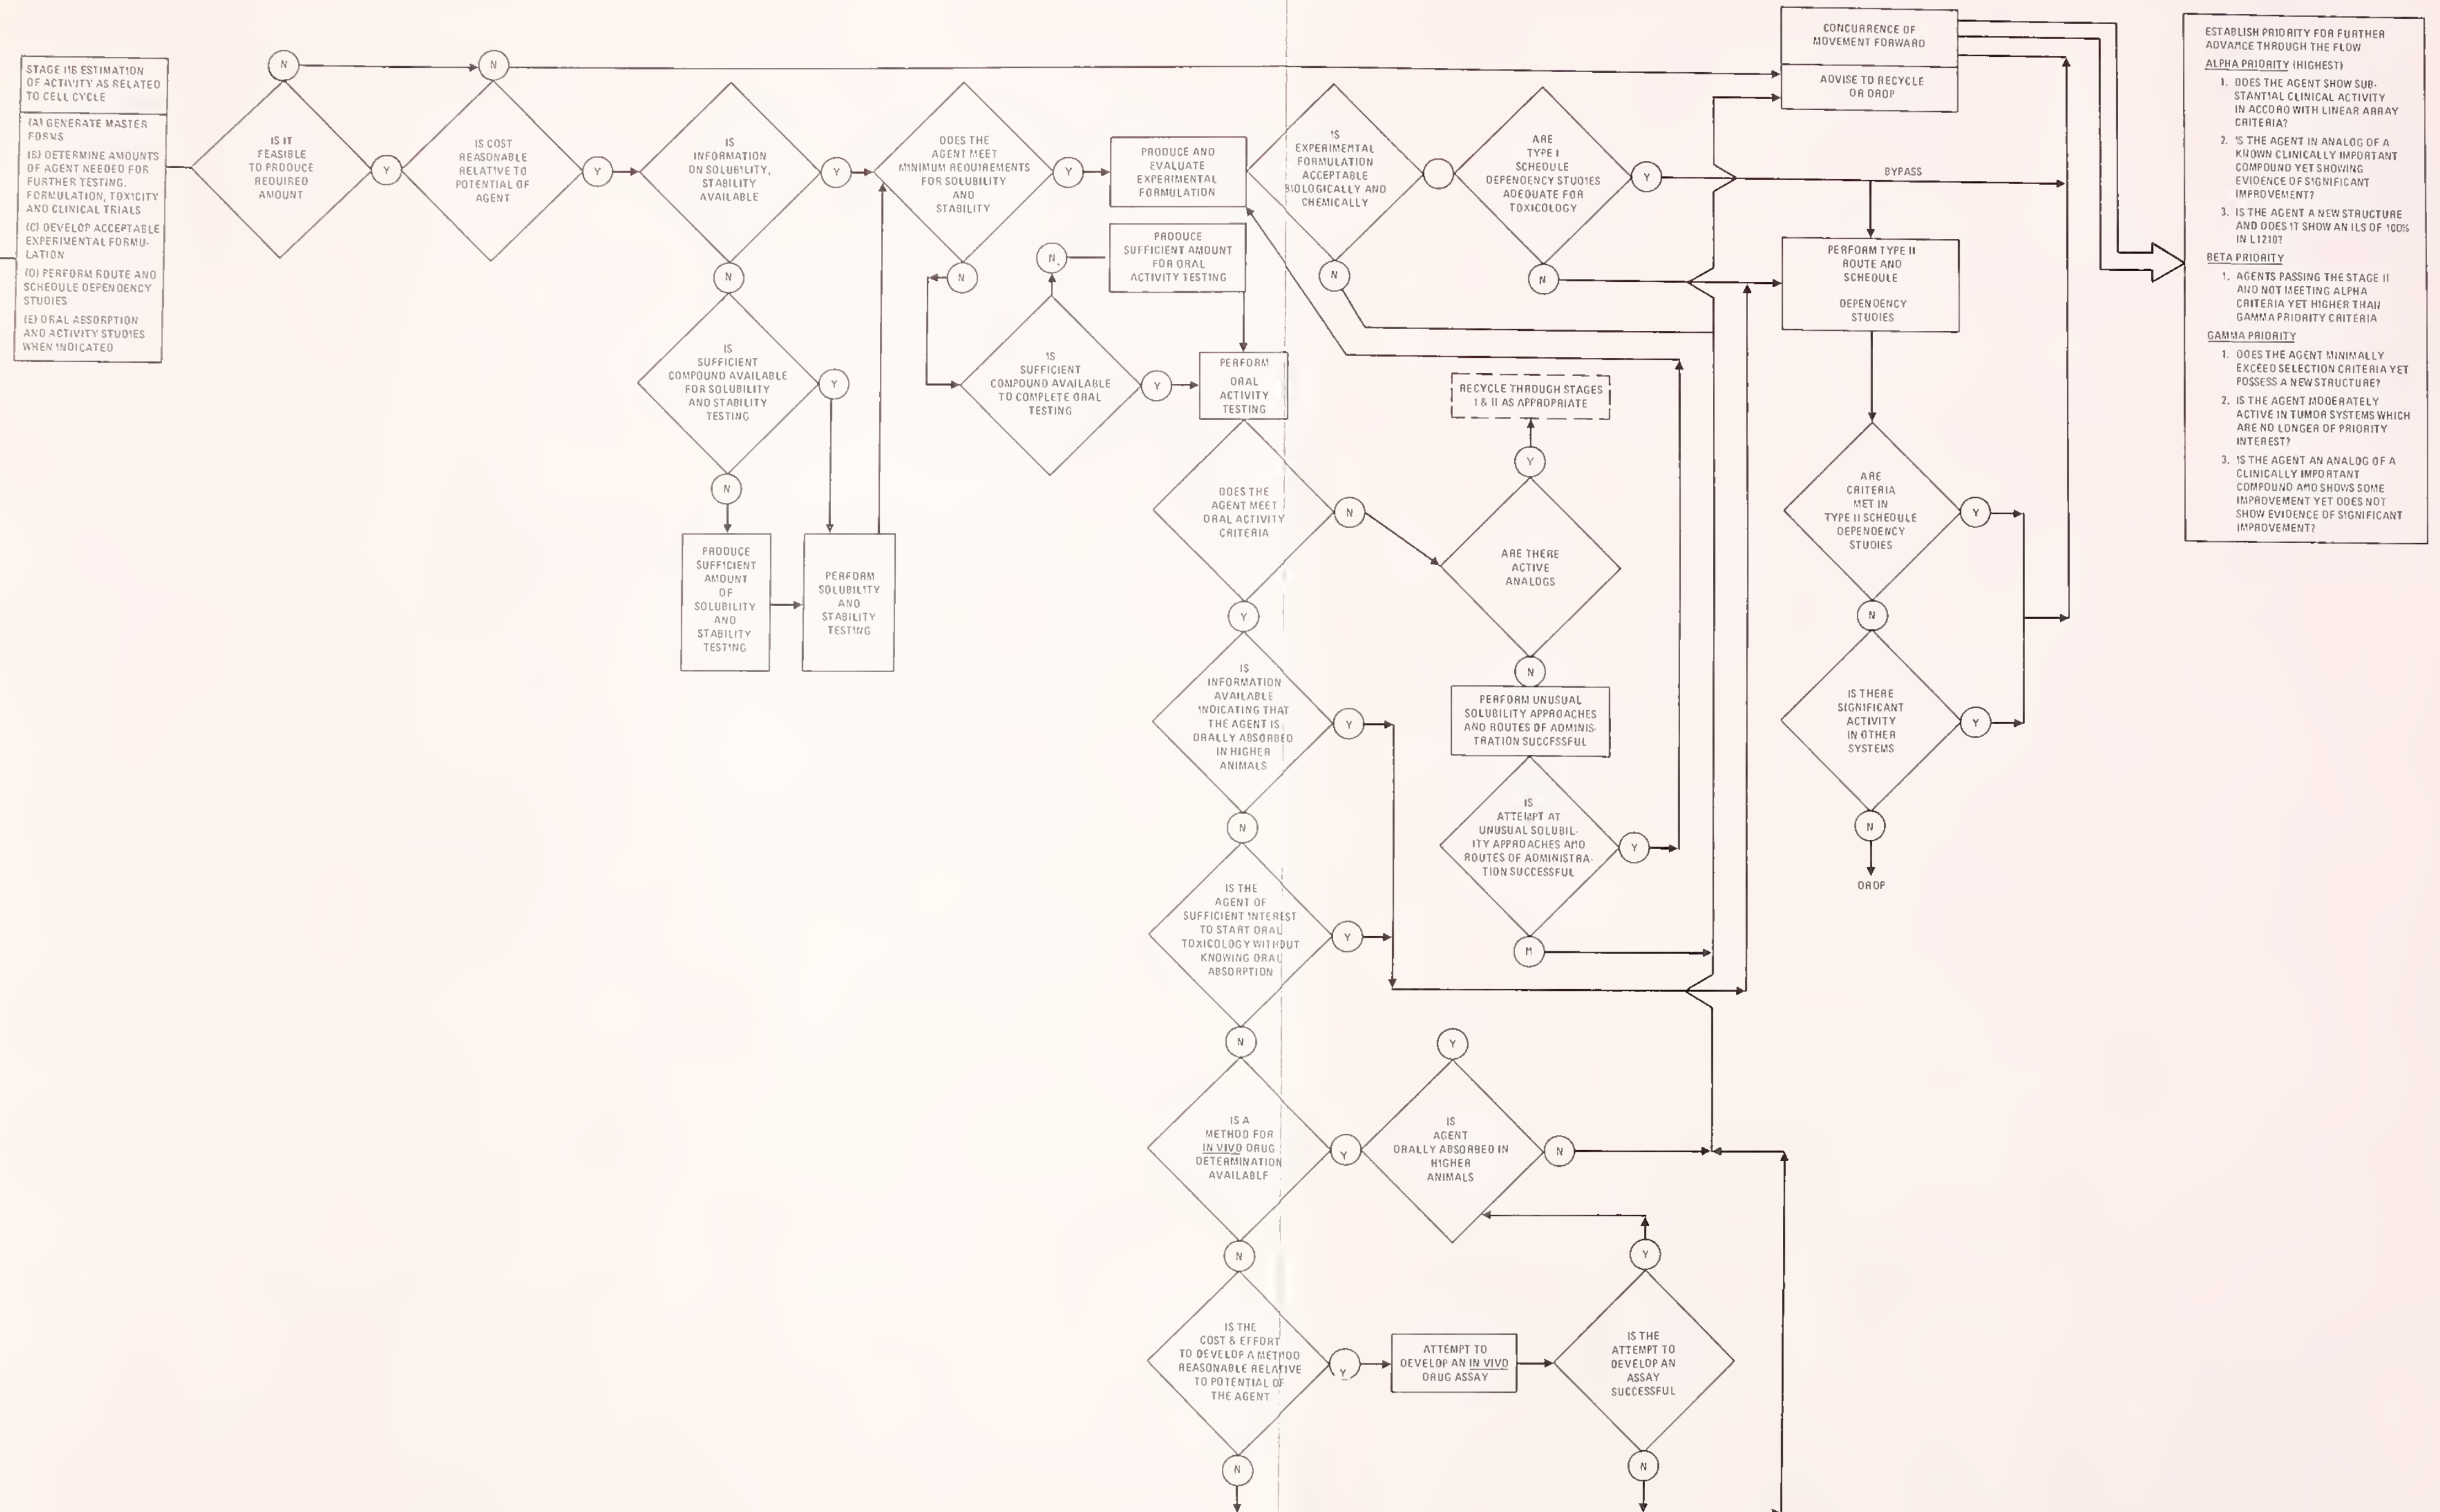 STAGE IIB ESTIMATION
OF ACTIVITY AS RELATED
TO CELL CYCLE
(A) GENERATE MASTER
FORMS
(B) DETERMINE AMOUNTS
OF AGENT NEEDED FOR
FURTHER TESTING.
FORMULATION, TOXICITY
AND CLINICAL TRIALS
(C) DEVELOP ACCEPTABLE
EXPERIMENTAL FORMU-
LATION
(D) PERFORM ROUTE AND
SCHEDULE DEPENDENCY
STUDIES
(E) ORAL ABSORPTION
AND ACTIVITY STUDIES
WHEN INDICATED
N
IS IT
FEASIBLE
TO PRODUCE
REQUIRED
AMOUNT
Y
N
IS COST
REASONABLE
RELATIVE TO
POTENTIAL OF
AGENT
Y
IS
INFORMATION
ON SOLUBILITY,
STABILITY
AVAILABLE
Y
N
IS
SUFFICIENT
COMPOUND AVAILABLE
FOR SOLUBILITY
AND STABILITY
TESTING
Y
N
PRODUCE
SUFFICIENT
AMOUNT
OF
SOLUBILITY
AND
STABILITY
TESTING
PERFORM
SOLUBILITY
AND
STABILITY
TESTING
DOES THE
AGENT MEET
MINIMUM REQUIREMENTS
FOR SOLUBILITY
AND
STABILITY
Y
N
PRODUCE AND
EVALUATE
EXPERIMENTAL
FORMULATION
N
PRODUCE
SUFFICIENT AMOUNT
FOR ORAL
ACTIVITY TESTING
IS
SUFFICIENT
COMPOUND AVAILABLE
TO COMPLETE ORAL
TESTING
Y
PERFORM
ORAL
ACTIVITY
TESTING
IS
EXPERIMENTAL
FORMULATION
ACCEPTABLE
BIOLOGICALLY AND
CHEMICALLY
N
ARE
TYPE I
SCHEDULE
DEPENDENCY STUDIES
ADEQUATE FOR
TOXICOLOGY
Y
N
BYPASS
CONCURRENCE OF
MOVEMENT FORWARD
ADVISE TO RECYCLE
OR DROP
PERFORM TYPE II
ROUTE AND
SCHEDULE
DEPENDENCY
STUDIES
ARE
CRITERIA
MET IN
TYPE II SCHEDULE
DEPENDENCY
STUDIES
Y
N
IS THERE
SIGNIFICANT
ACTIVITY
IN OTHER
SYSTEMS
Y
N
DROP
DOES THE
AGENT MEET
ORAL ACTIVITY
CRITERIA
N
Y
RECYCLE THROUGH STAGES
I & II AS APPROPRIATE
Y
ARE THERE
ACTIVE
ANALOGS
N
PERFORM UNUSUAL
SOLUBILITY APPROACHES
AND ROUTES OF ADMINIS-
TRATION SUCCESSFUL
IS
ATTEMPT AT
UNUSUAL SOLUBIL-
ITY APPROACHES AND
ROUTES OF ADMINISTRA-
TION SUCCESSFUL
Y
M
IS
INFORMATION
AVAILABLE
INDICATING THAT
THE AGENT IS
ORALLY ABSORBED
IN HIGHER
ANIMALS
Y
N
IS THE
AGENT OF
SUFFICIENT INTEREST
TO START ORAL
TOXICOLOGY WITHOUT
KNOWING ORAL
ABSORPTION
Y
N
IS A
METHOD FOR
IN VIVO DRUG
DETERMINATION
AVAILABLE
Y
N
Y
IS
AGENT
ORALLY ABSORBED IN
HIGHER
ANIMALS
N
IS THE
COST & EFFORT
TO DEVELOP A METHOD
REASONABLE RELATIVE
TO POTENTIAL OF
THE AGENT
Y
N
ATTEMPT TO
DEVELOP AN IN VIVO
DRUG ASSAY
Y
IS THE
ATTEMPT TO
DEVELOP AN
ASSAY
SUCCESSFUL
N
ESTABLISH PRIORITY FOR FURTHER
ADVANCE THROUGH THE FLOW
ALPHA PRIORITY (HIGHEST)
1. DOES THE AGENT SHOW SUB-
STANTIAL CLINICAL ACTIVITY
IN ACCORD WITH LINEAR ARRAY
CRITERIA?
2. IS THE AGENT IN ANALOG OF A
KNOWN CLINICALLY IMPORTANT
COMPOUND YET SHOWING
EVIDENCE OF SIGNIFICANT
IMPROVEMENT?
3. IS THE AGENT A NEW STRUCTURE
AND DOES IT SHOW AN ILS OF 100%
IN L1210?
BETA PRIORITY
1. AGENTS PASSING THE STAGE II
AND NOT MEETING ALPHA
CRITERIA YET HIGHER THAN
GAMMA PRIORITY CRITERIA
GAMMA PRIORITY
1. DOES THE AGENT MINIMALLY
EXCEED SELECTION CRITERIA YET
POSSESS A NEW STRUCTURE?
2. IS THE AGENT MODERATELY
ACTIVE IN TUMOR SYSTEMS WHICH
ARE NO LONGER OF PRIORITY
INTEREST?
3. IS THE AGENT AN ANALOG OF A
CLINICALLY IMPORTANT
COMPOUND AND SHOWS SOME
IMPROVEMENT YET DOES NOT
SHOW EVIDENCE OF SIGNIFICANT
IMPROVEMENT?